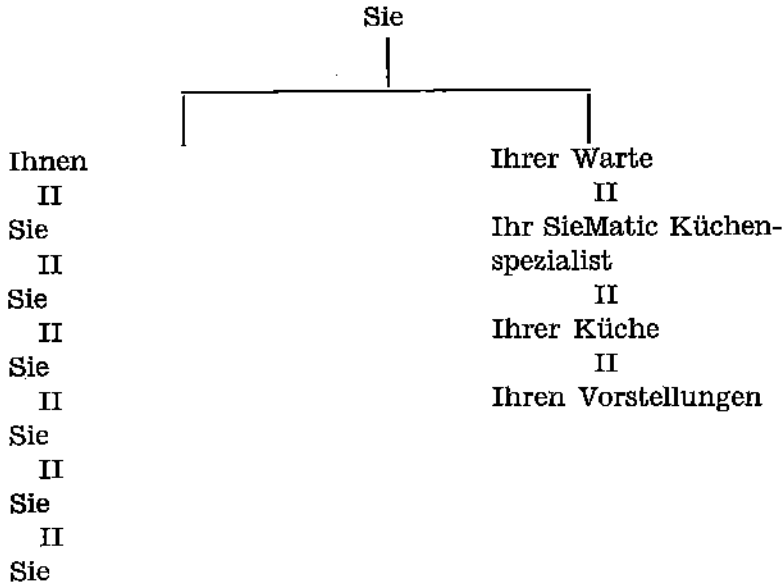 Sie
Ihnen
II
Sie
II
Sie
II
Sie
II
Sie
II
Sie
II
Sie
Ihrer Warte
II
Ihr SieMatic Küchen-
spezialist
II
Ihrer Küche
II
Ihren Vorstellungen